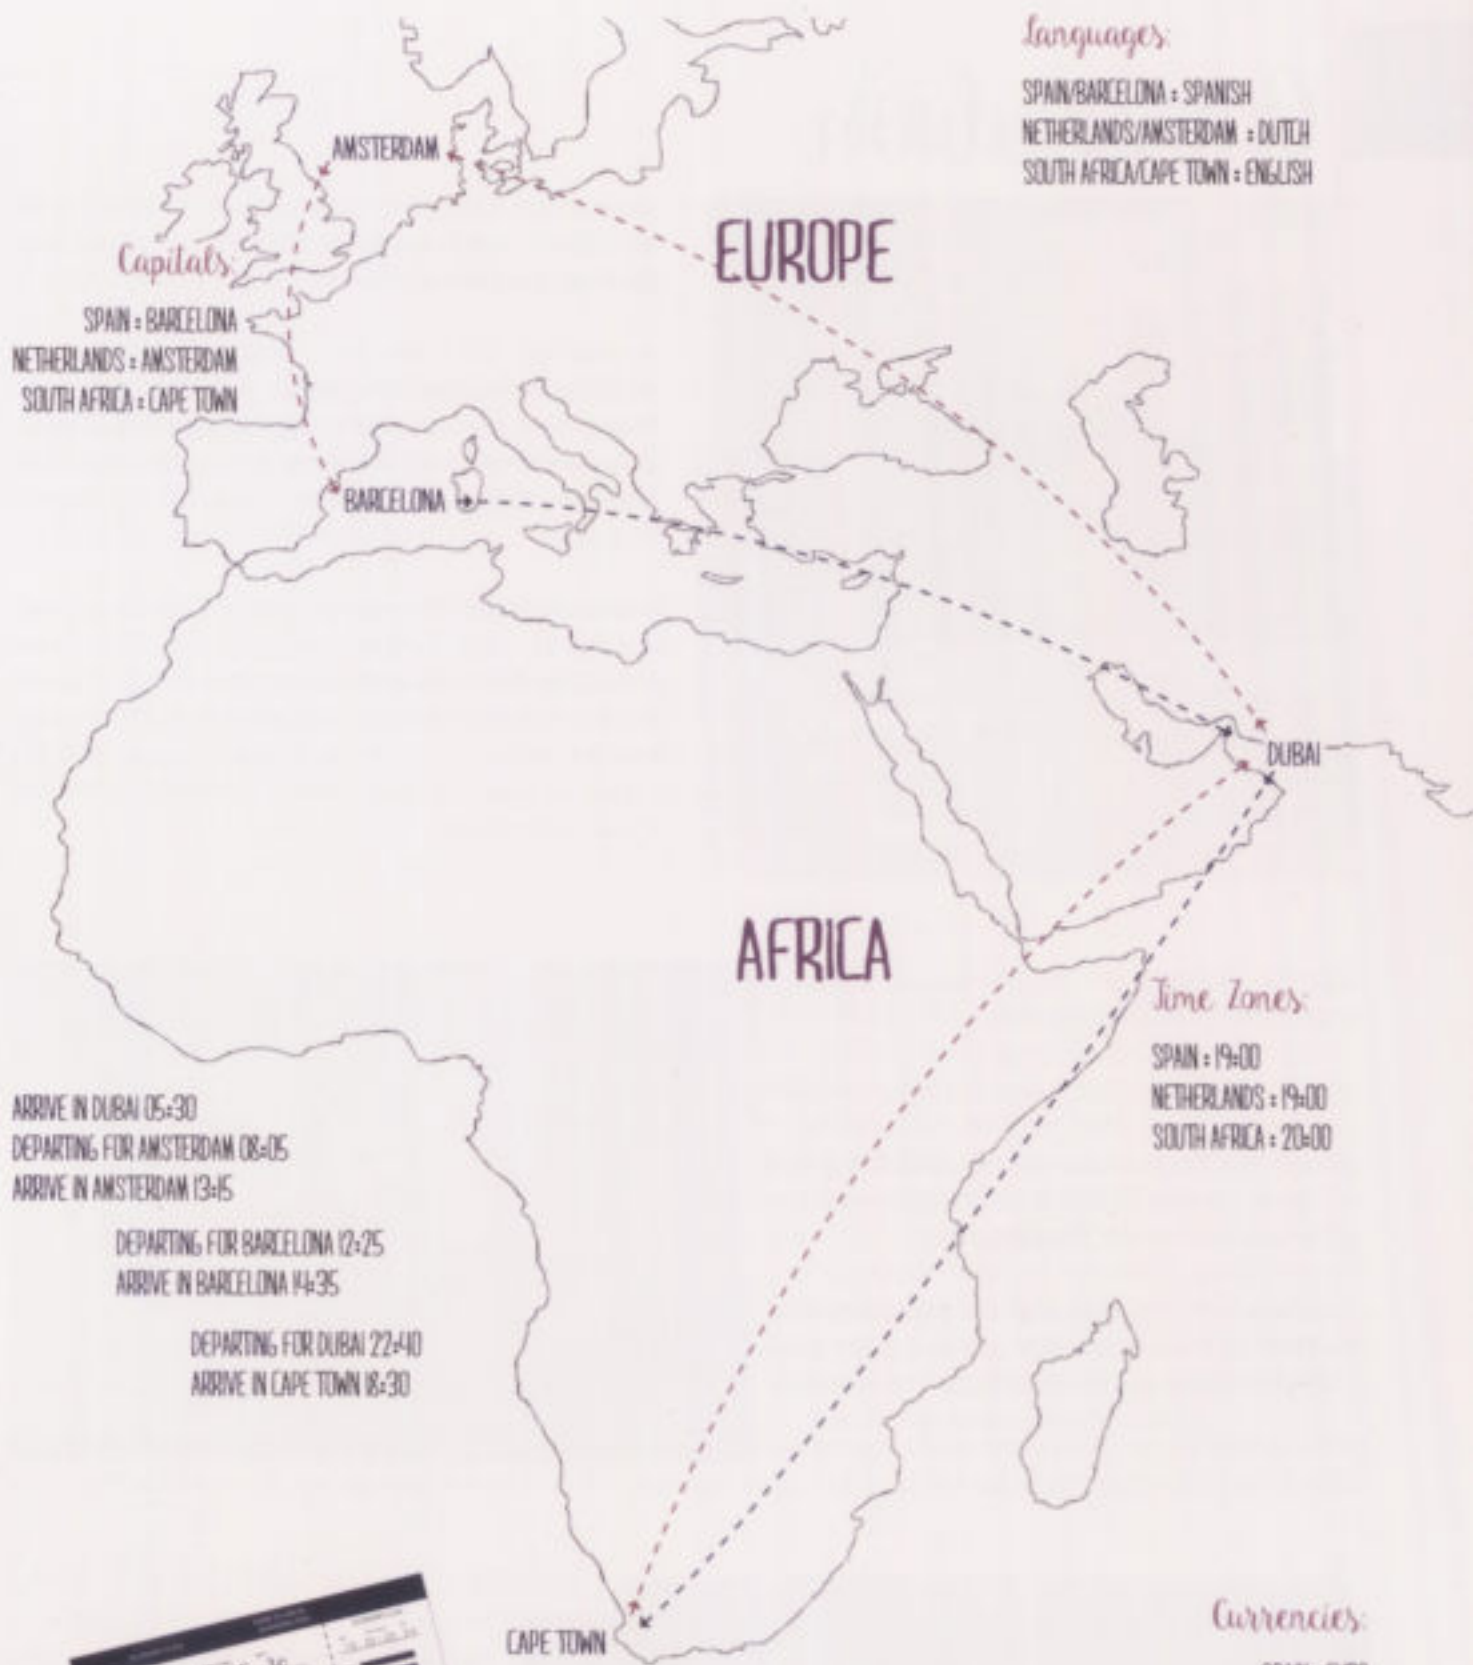 Languages:
SPAIN/BARCELONA : SPANISH
NETHERLANDS/AMSTERDAM : DUTCH
SOUTH AFRICA/CAPE TOWN : ENGLISH
AMSTERDAM
EUROPE
Capitals:
SPAIN : BARCELONA
NETHERLANDS : AMSTERDAM
SOUTH AFRICA : CAPE TOWN
BARCELONA
DUBAI
AFRICA
Time Zones:
SPAIN : 19:00
NETHERLANDS : 19:00
SOUTH AFRICA : 20:00
ARRIVE IN DUBAI 05:30
DEPARTING FOR AMSTERDAM 08:05
ARRIVE IN AMSTERDAM 13:15
DEPARTING FOR BARCELONA 12:25
ARRIVE IN BARCELONA 14:35
DEPARTING FOR DUBAI 22:40
ARRIVE IN CAPE TOWN 18:30
CAPE TOWN
Currencies: